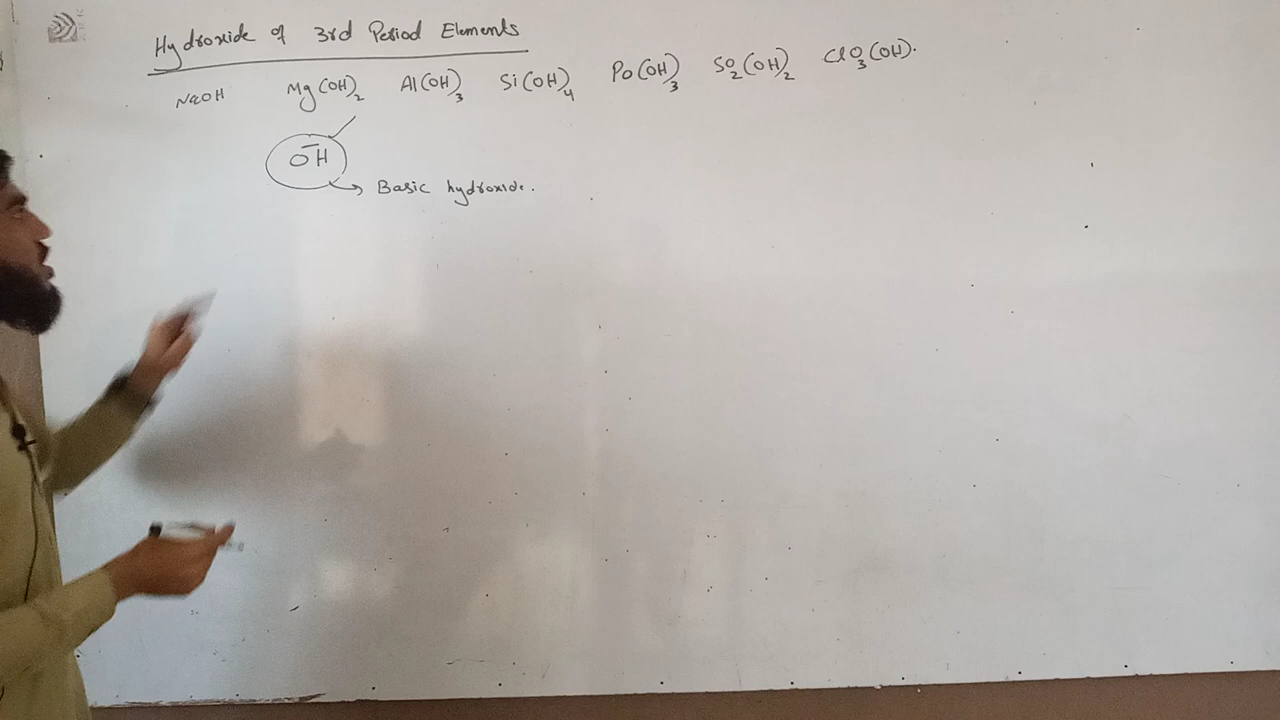 Hydroxide of 3rd Period Elements
NaOH Mg(OH)₂ Al(OH)₃ Si(OH)₄ Po(OH)₃ SO₂(OH)₂ ClO₃(OH).
OH⁻
Basic hydroxide.